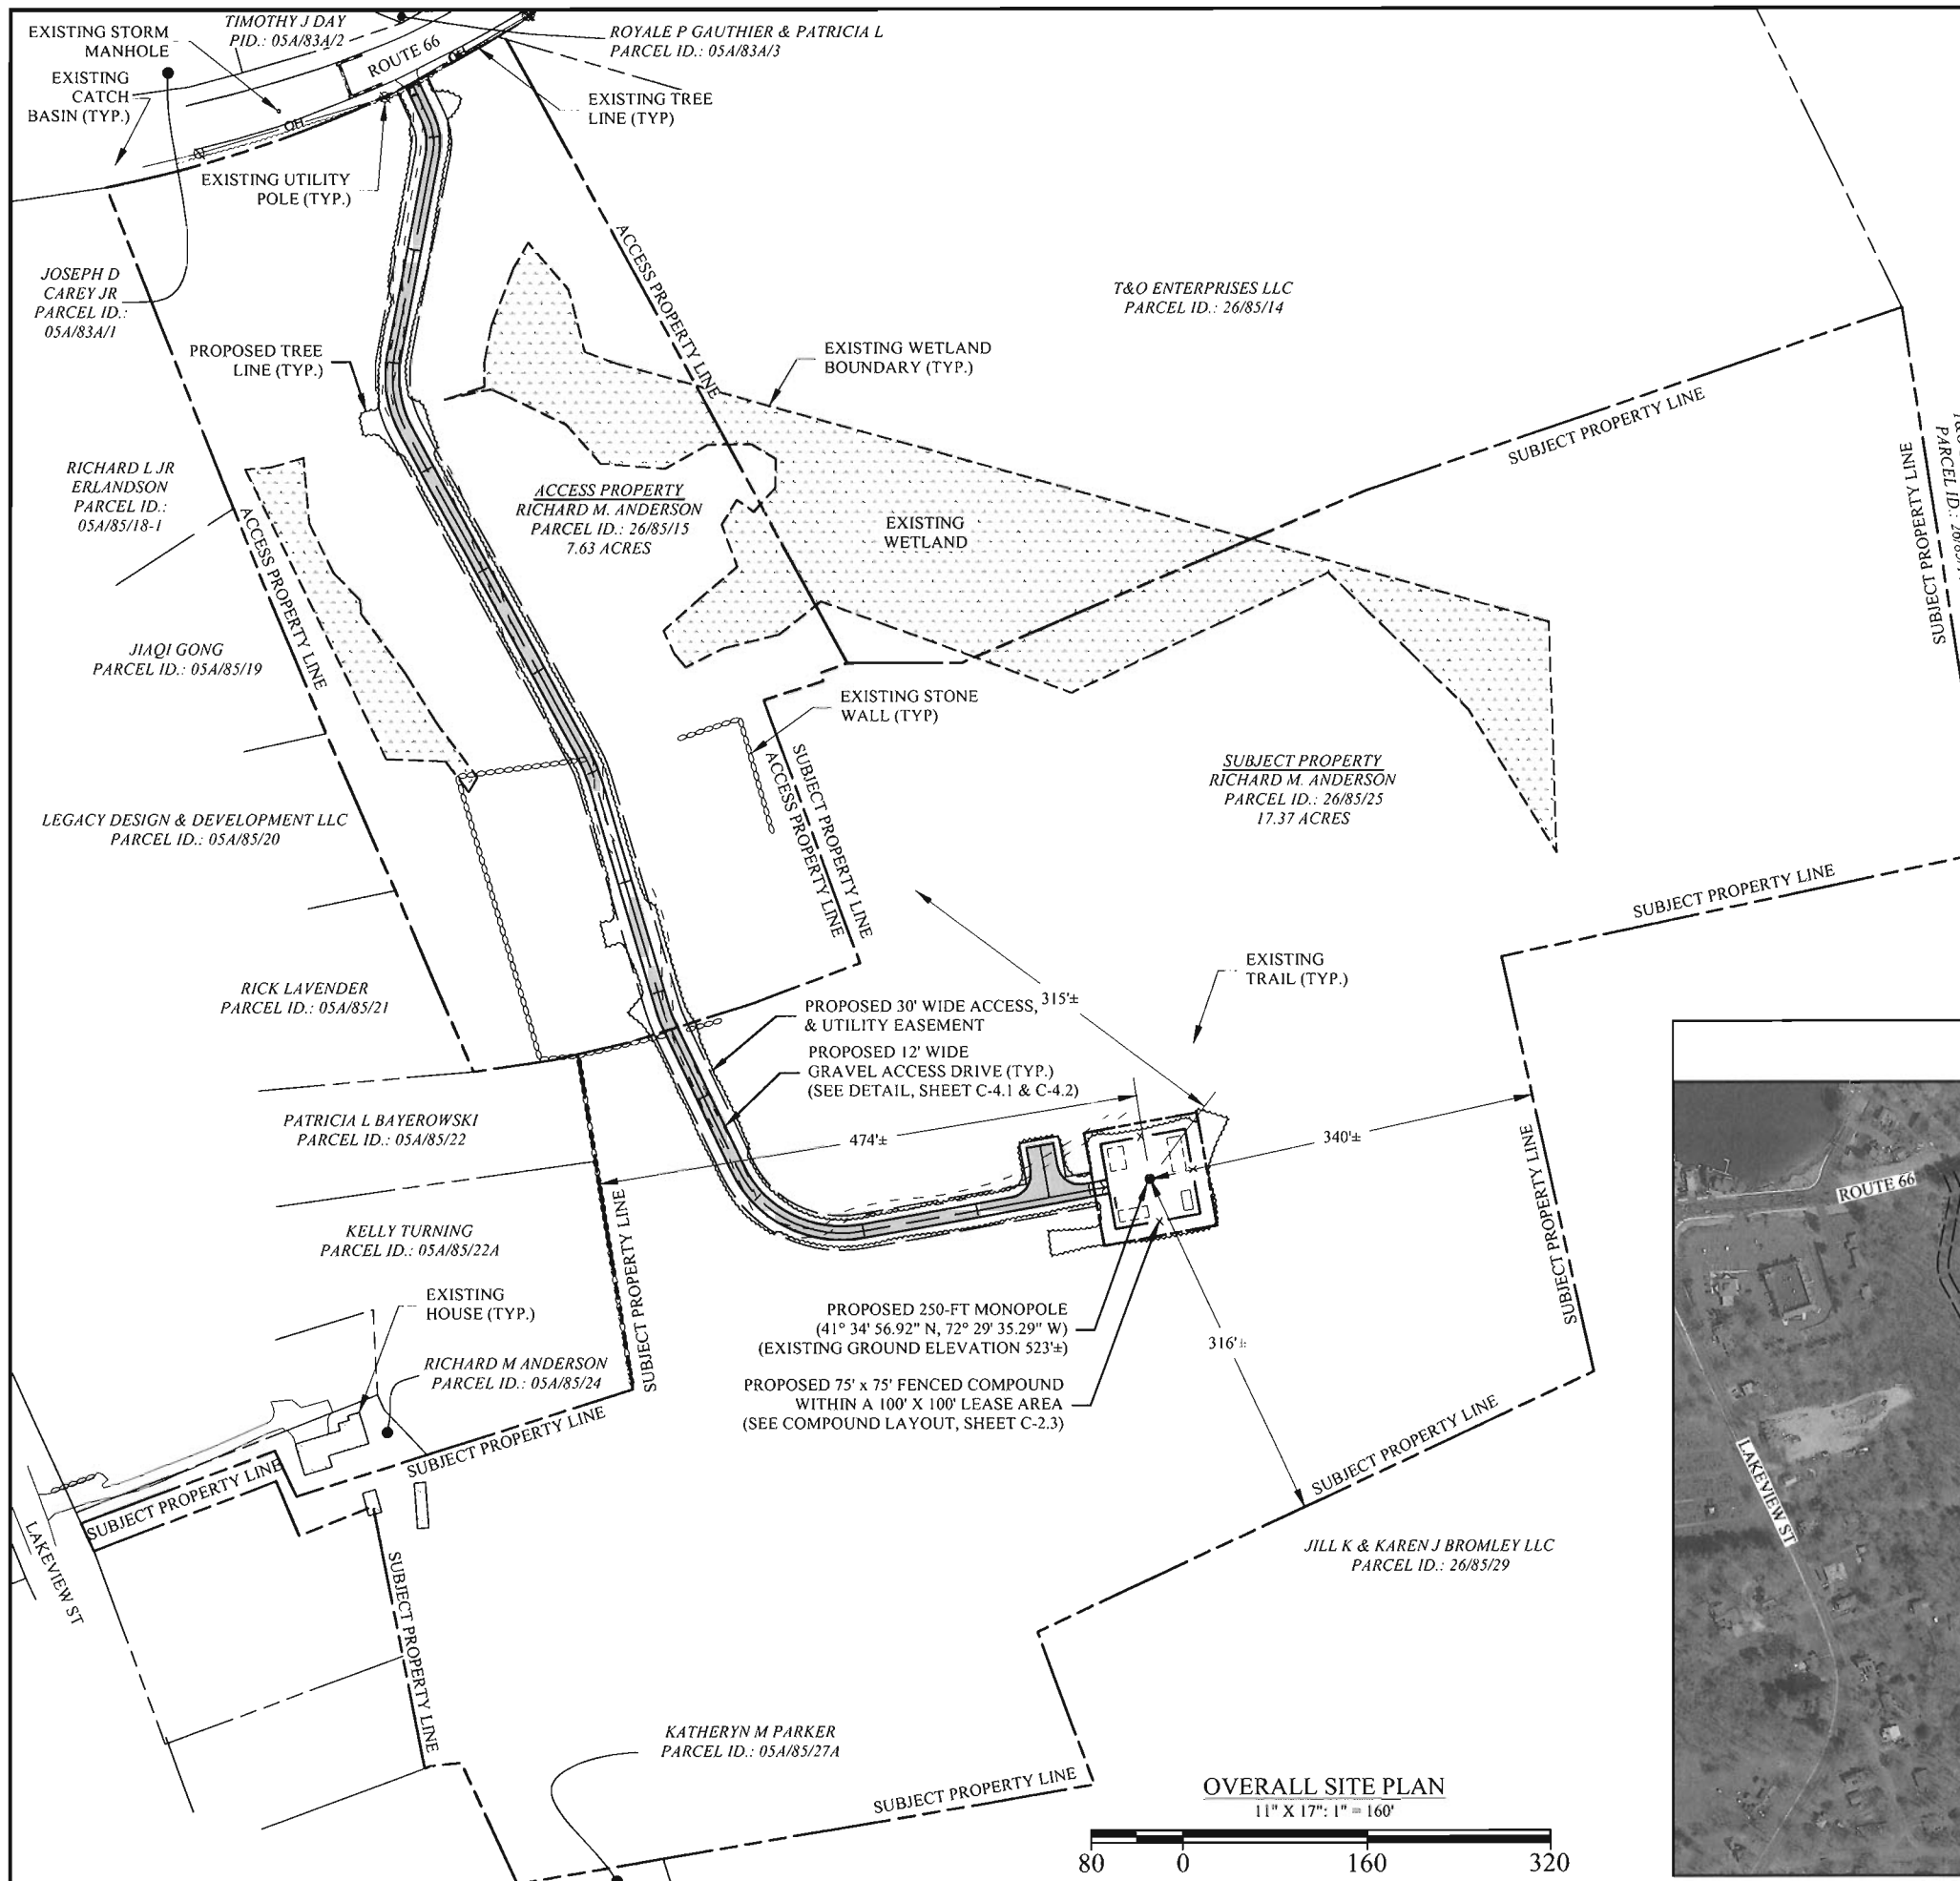 EXISTING STORM
MANHOLE
TIMOTHY J DAY
PID.: 05A/83A/2
ROUTE 66
OH
ROYALE P GAUTHIER & PATRICIA L
PARCEL ID.: 05A/83A/3
EXISTING
CATCH
BASIN (TYP.)
EXISTING TREE
LINE (TYP)
OH
EXISTING UTILITY
POLE (TYP.)
JOSEPH D
CAREY JR
PARCEL ID.:
05A/83A/1
ACCESS PROPERTY LINE
T&O ENTERPRISES LLC
PARCEL ID.: 26/85/14
PROPOSED TREE
LINE (TYP.)
EXISTING WETLAND
BOUNDARY (TYP.)
SUBJECT PROPERTY LINE
SUBJECT PROPERTY LINE
RICHARD L JR
ERLANDSON
PARCEL ID.:
05A/85/18-1
ACCESS PROPERTY LINE
ACCESS PROPERTY
RICHARD M. ANDERSON
PARCEL ID.: 26/85/15
7.63 ACRES
EXISTING
WETLAND
JIAQI GONG
PARCEL ID.: 05A/85/19
EXISTING STONE
WALL (TYP)
SUBJECT PROPERTY LINE
ACCESS PROPERTY LINE
SUBJECT PROPERTY
RICHARD M. ANDERSON
PARCEL ID.: 26/85/25
17.37 ACRES
LEGACY DESIGN & DEVELOPMENT LLC
PARCEL ID.: 05A/85/20
SUBJECT PROPERTY LINE
RICK LAVENDER
PARCEL ID.: 05A/85/21
EXISTING
TRAIL (TYP.)
315'±
PROPOSED 30' WIDE ACCESS,
& UTILITY EASEMENT
PROPOSED 12' WIDE
GRAVEL ACCESS DRIVE (TYP.)
(SEE DETAIL, SHEET C-4.1 & C-4.2)
PATRICIA L BAYEROWSKI
PARCEL ID.: 05A/85/22
474'±
340'±
SUBJECT PROPERTY LINE
SUBJECT PROPERTY LINE
KELLY TURNING
PARCEL ID.: 05A/85/22A
EXISTING
HOUSE (TYP.)
PROPOSED 250-FT MONOPOLE
(41° 34' 56.92" N, 72° 29' 35.29" W)
(EXISTING GROUND ELEVATION 523'±)
316'±
RICHARD M ANDERSON
PARCEL ID.: 05A/85/24
PROPOSED 75' x 75' FENCED COMPOUND
WITHIN A 100' X 100' LEASE AREA
(SEE COMPOUND LAYOUT, SHEET C-2.3)
SUBJECT PROPERTY LINE
SUBJECT PROPERTY LINE
SUBJECT PROPERTY LINE
LAKEVIEW ST
SUBJECT PROPERTY LINE
JILL K & KAREN J BROMLEY LLC
PARCEL ID.: 26/85/29
KATHERYN M PARKER
PARCEL ID.: 05A/85/27A
SUBJECT PROPERTY LINE
OVERALL SITE PLAN
11" X 17": 1" = 160'
80 0 160 320
ROUTE 66
LAKEVIEW ST